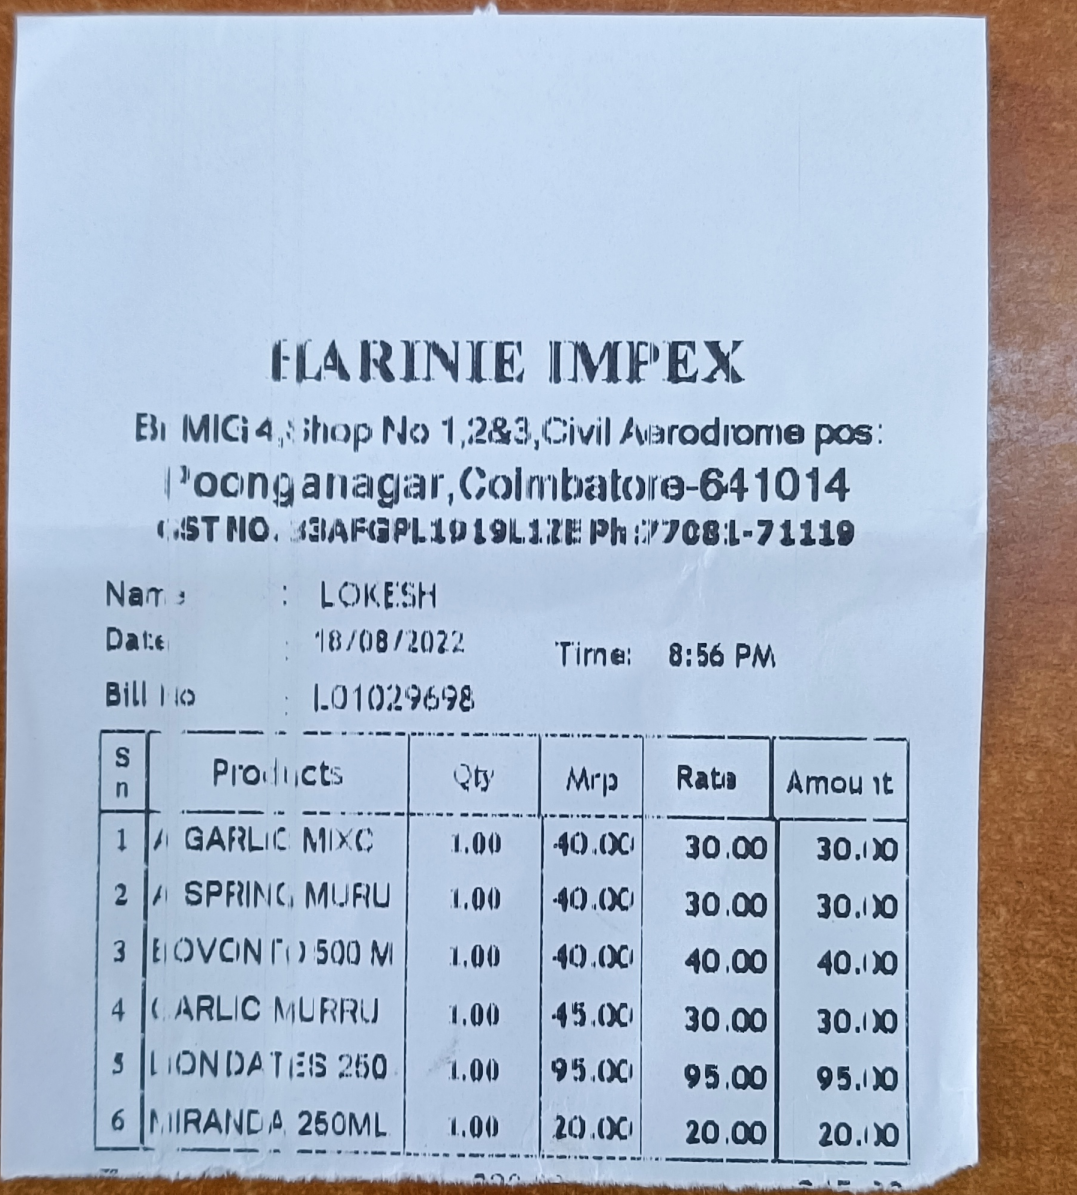 HARINIE IMPEX
MIG 4, Shop No 1,2&3,Civil Aerodrome pos:
Poonganagar,Coimbatore-641014
GST NO. 33AFGPL1919L1ZE Ph :77081-71119
Name : LOKESH
Date : 18/08/2022 Time: 8:56 PM
Bill No : L01029698
Sn Products Qty Mrp Rate Amount
1 A GARLIC MIXC 1.00 40.00 30.00 30.00
2 A SPRING MURU 1.00 40.00 30.00 30.00
3 BOVONTO 500 M 1.00 40.00 40.00 40.00
4 GARLIC MURRU 1.00 45.00 30.00 30.00
5 LION DATES 250 1.00 95.00 95.00 95.00
6 MIRANDA 250ML 1.00 20.00 20.00 20.00